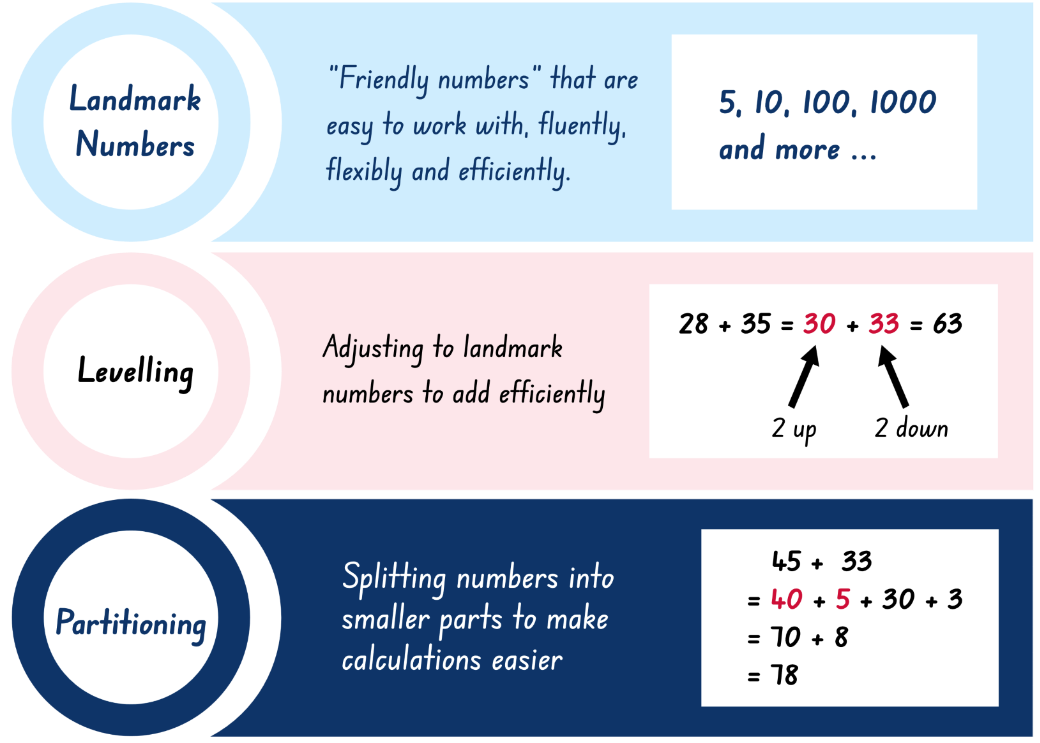 Landmark
Numbers
"Friendly numbers" that are
easy to work with, fluently,
flexibly and efficiently.
5, 10, 100, 1000
and more ...
Levelling
Adjusting to landmark
numbers to add efficiently
28 + 35 = 30 + 33 = 63
2 up
2 down
Partitioning
Splitting numbers into
smaller parts to make
calculations easier
45 + 33
= 40 + 5 + 30 + 3
= 70 + 8
= 78